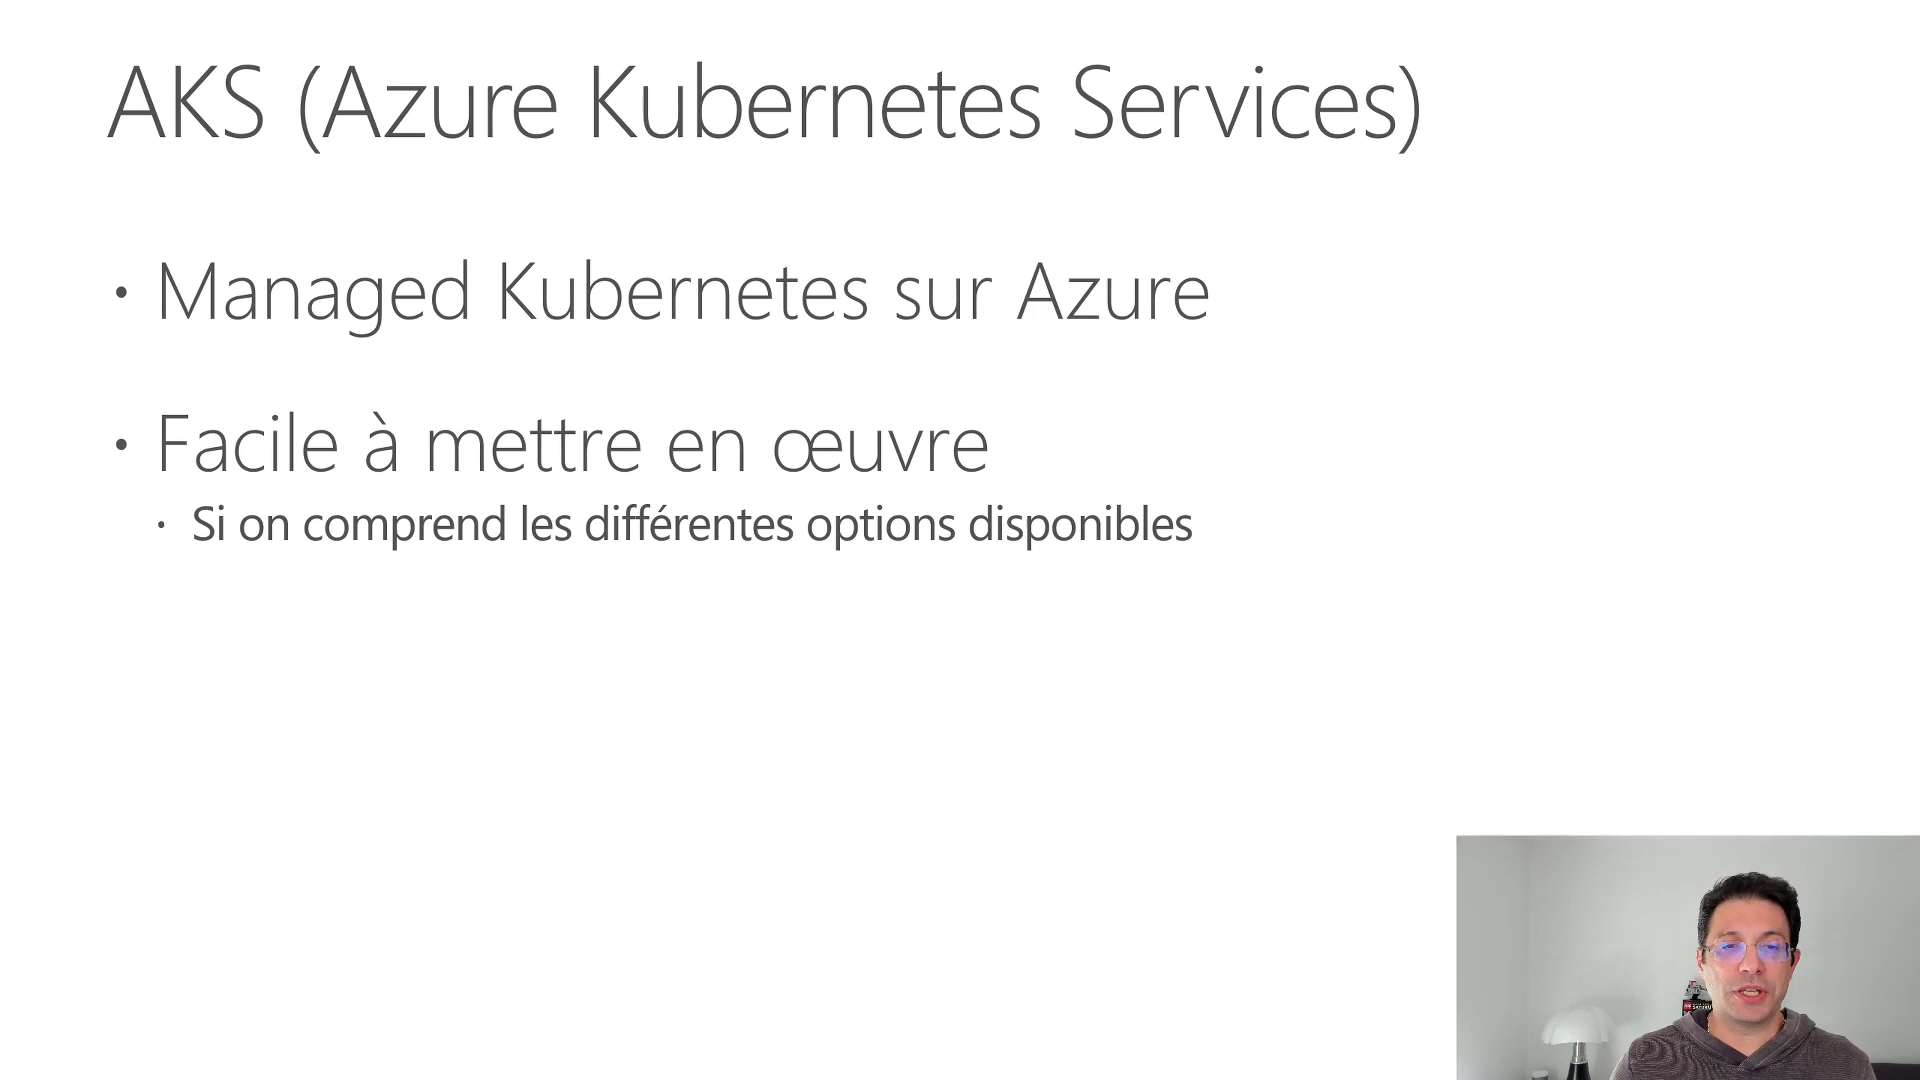 AKS (Azure Kubernetes Services)
• Managed Kubernetes sur Azure
• Facile à mettre en œuvre
• Si on comprend les différentes options disponibles